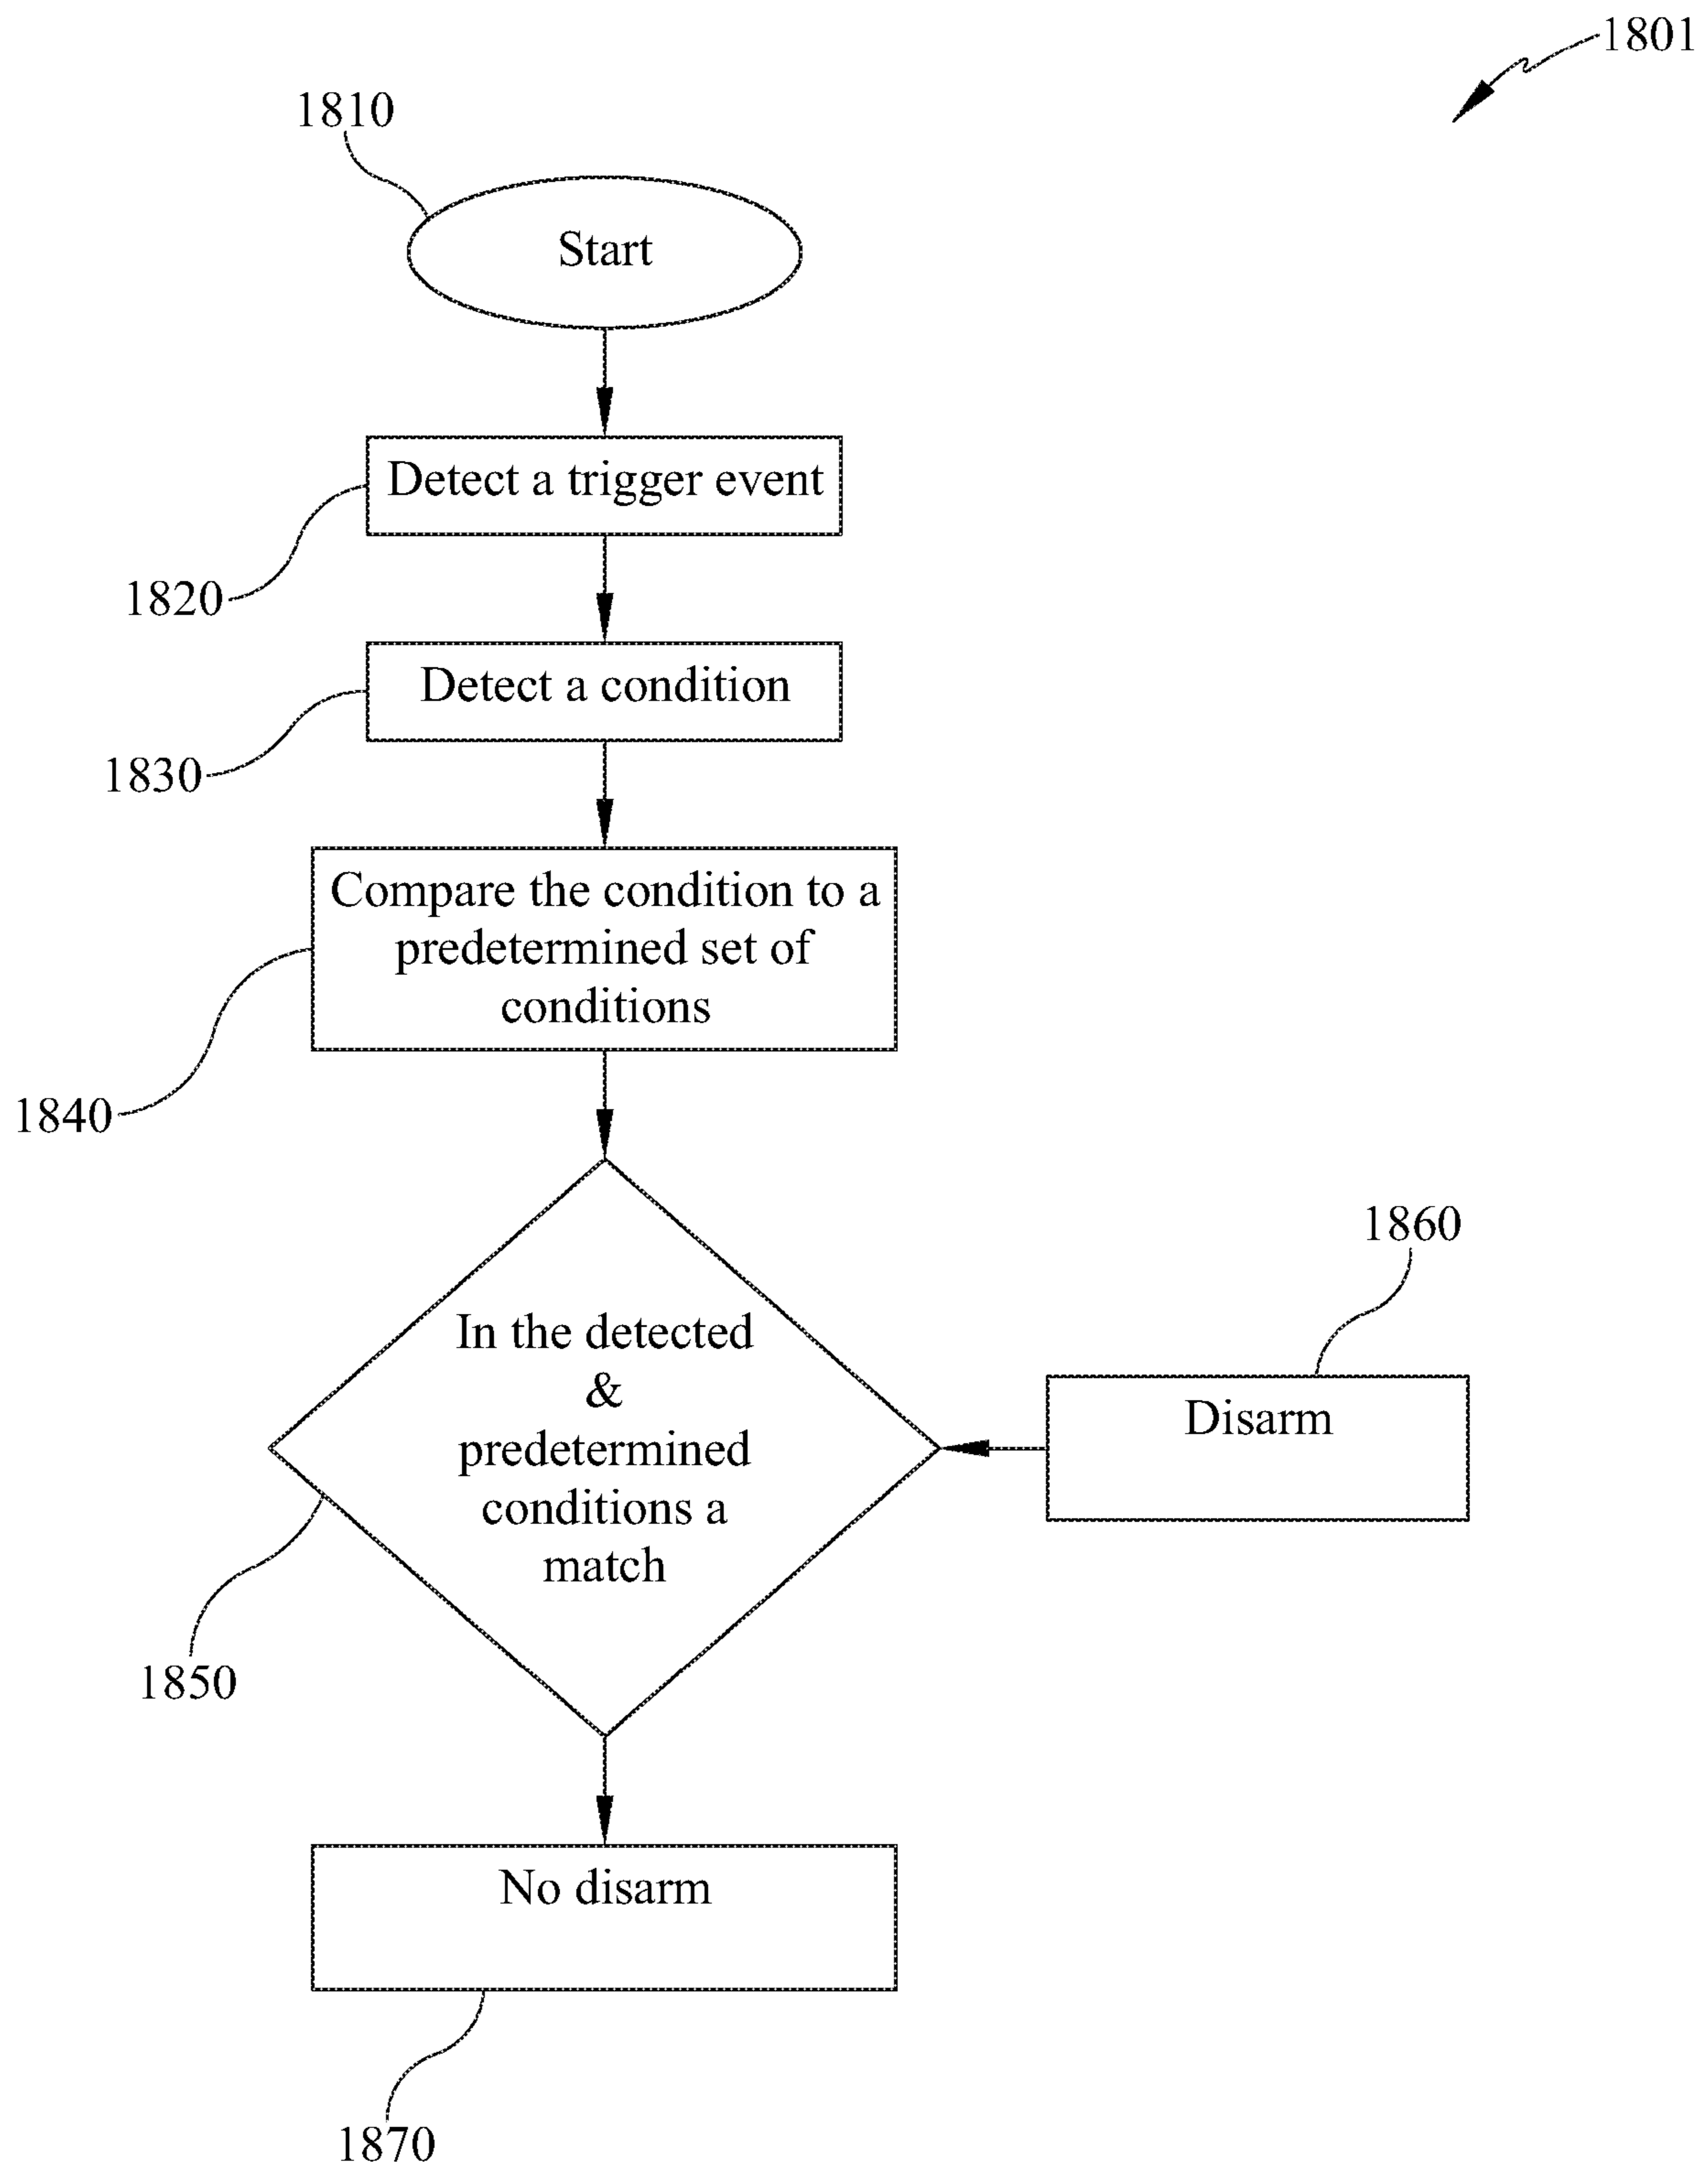 1801
1810
Start
Detect a trigger event
1820
Detect a condition
1830
Compare the condition to a
predetermined set of
conditions
1840
In the detected
&
predetermined
conditions a
match
1850
1860
Disarm
No disarm
1870